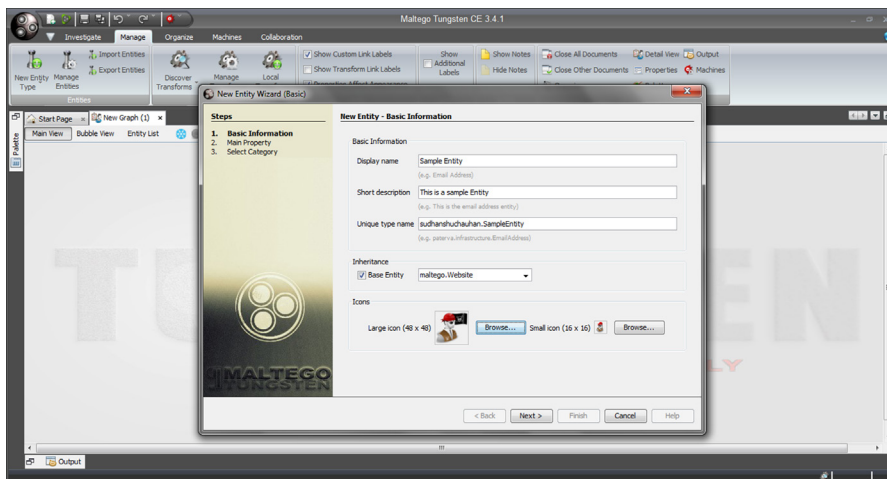 Maltego Tungsten CE 3.4.1
Investigate Manage Organize Machines Collaboration
Import Entities
Export Entities
New Entity Type
Manage Entities
Entities
Discover Transforms
Manage
Local
Show Custom Link Labels
Show Transform Link Labels
Show Additional Labels
Show Notes
Hide Notes
Close All Documents
Close Other Documents
Detail View
Properties
Output
Machines
New Entity Wizard (Basic)
Start Page
New Graph (1)
Palette
Main View Bubble View Entity List
Steps
1. Basic Information
2. Main Property
3. Select Category
New Entity - Basic Information
Basic Information
Display name Sample Entity
(e.g. Email Address)
Short description This is a sample Entity
(e.g. This is the email address entity)
Unique type name sudhanshuchauhan.SampleEntity
(e.g. paterva.infrastructure.EmailAddress)
Inheritance
Base Entity maltego.Website
Icons
Large icon (48 x 48) Browse... Small icon (16 x 16) Browse...
MALTEGO
TUNGSTEN
< Back Next > Finish Cancel Help
Output